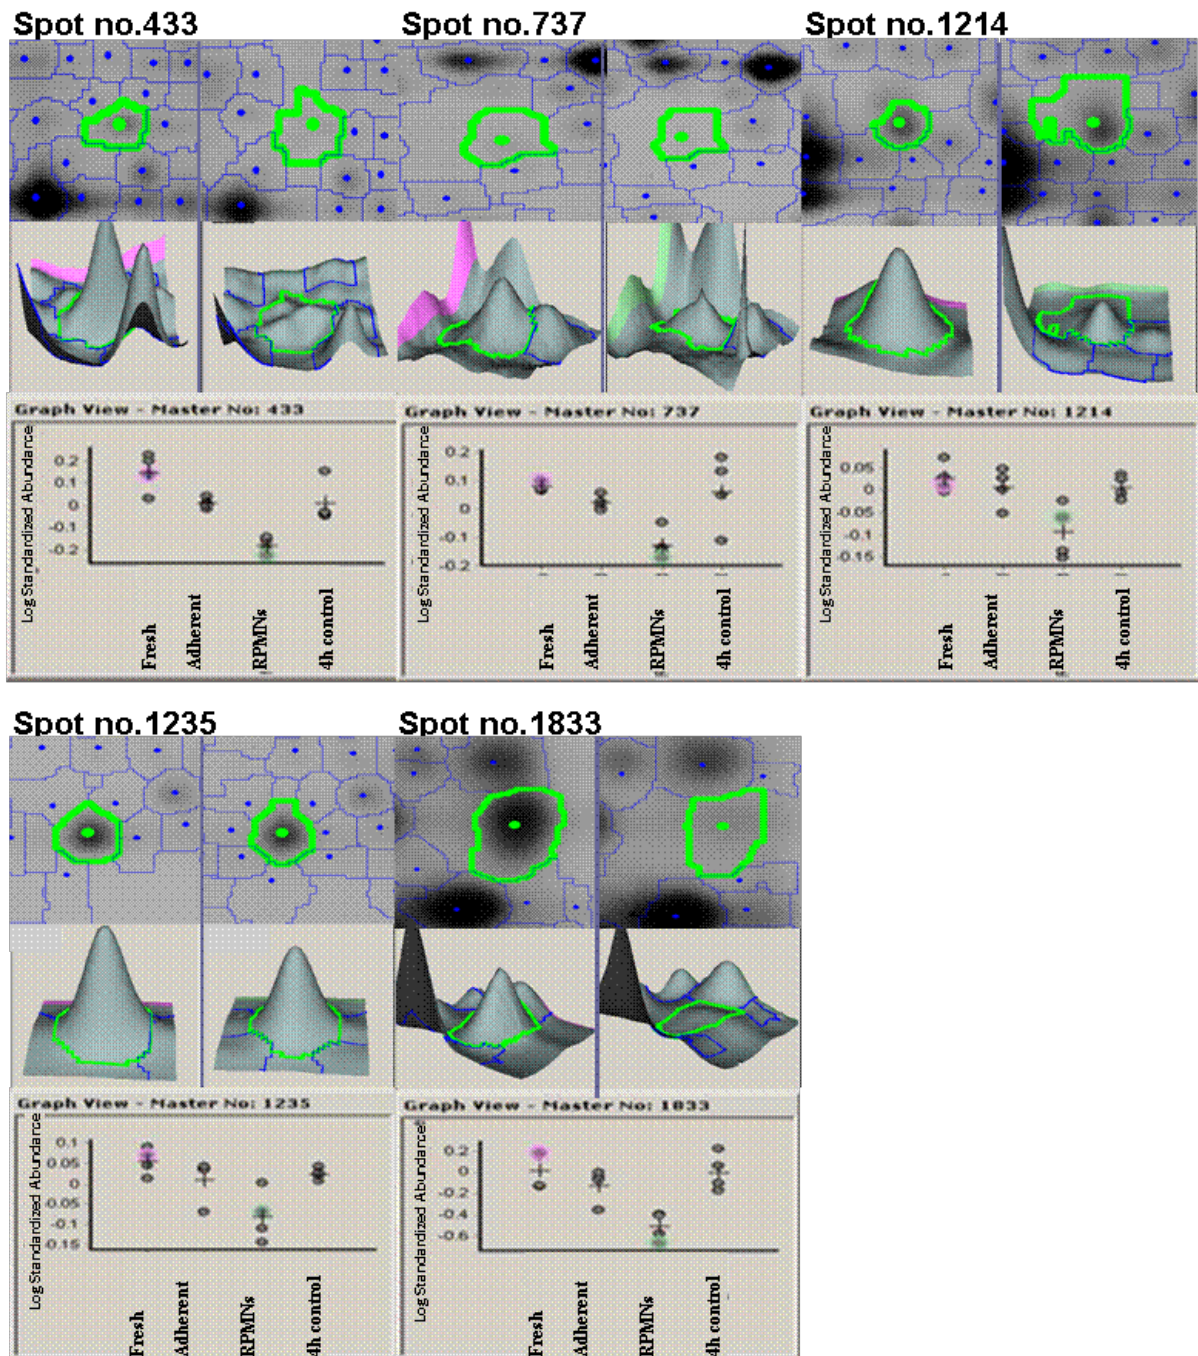 Spot no.433 Spot no.737 Spot no.1214
Graph View - Master No: 433
Log Standardized Abundance
0.2
0.1
0
-0.1
-0.2
Fresh
Adherent
RPMNs
4h control
Graph View - Master No: 737
Log Standardized Abundance
0.2
0.1
0
-0.1
-0.2
Fresh
Adherent
RPMNs
4h control
Graph View - Master No: 1214
Log Standardized Abundance
0.05
0
-0.05
-0.1
-0.15
Fresh
Adherent
RPMNs
4h control
Spot no.1235 Spot no.1833
Graph View - Master No: 1235
Log Standardized Abundance
0.1
0.05
0
-0.05
-0.1
-0.15
Fresh
Adherent
RPMNs
4h control
Graph View - Master No: 1833
Log Standardized Abundance
0.2
0
-0.2
-0.4
-0.6
Fresh
Adherent
RPMNs
4h control